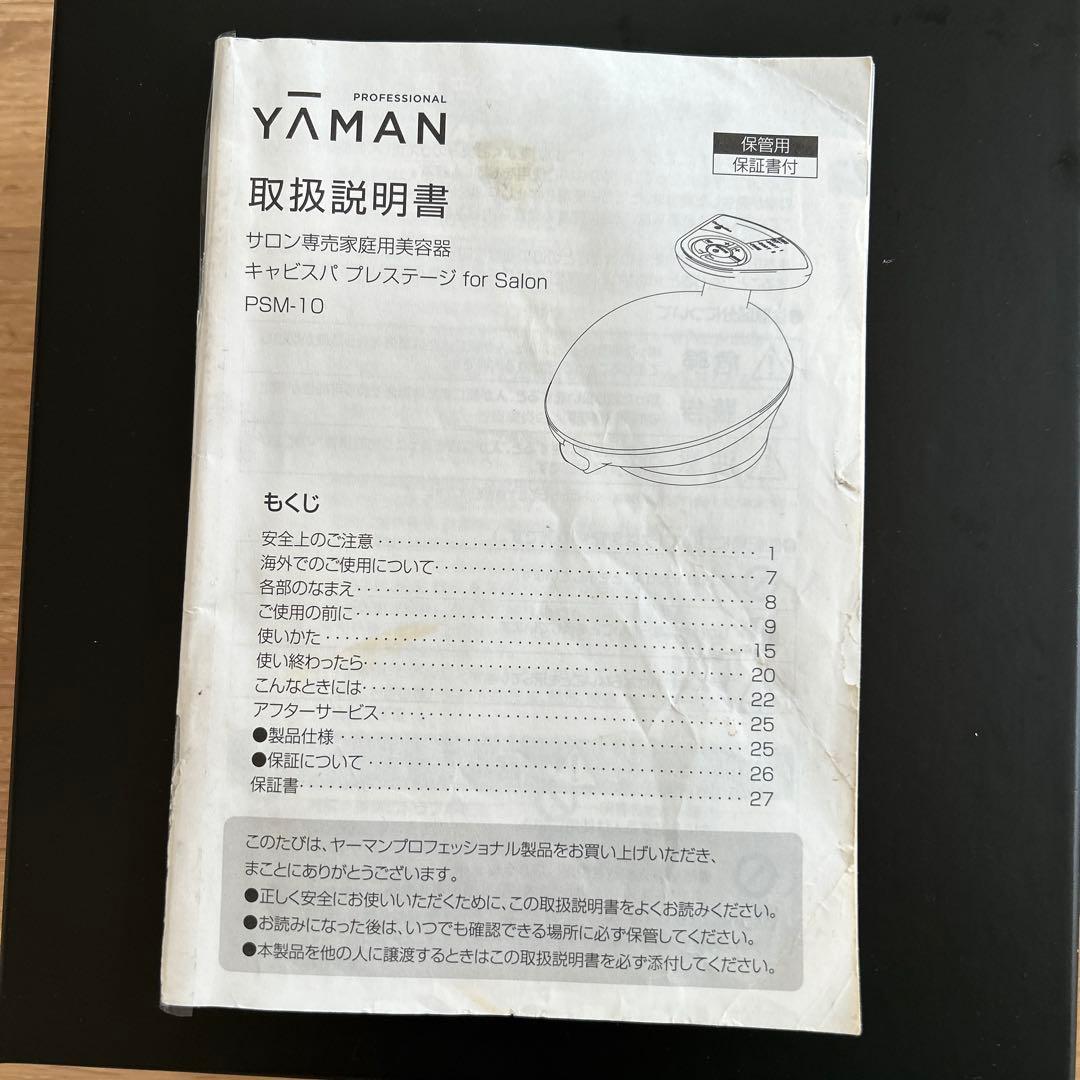 PROFESSIONAL
YAMAN
保管用
保証書付
取扱説明書
サロン専売家庭用美容器
キャビスパ プレステージ for Salon
PSM-10
もくじ
安全上のご注意 1
海外でのご使用について 7
各部のなまえ 8
ご使用の前に 9
使いかた 15
使い終わったら 20
こんなときには 22
アフターサービス 25
●製品仕様 25
●保証について 26
保証書 27
このたびは、ヤーマンプロフェッショナル製品をお買い上げいただき、
まことにありがとうございます。
●正しく安全にお使いいただくために、この取扱説明書をよくお読みください。
●お読みになった後は、いつでも確認できる場所に必ず保管してください。
●本製品を他の人に譲渡するときはこの取扱説明書を必ず添付してください。